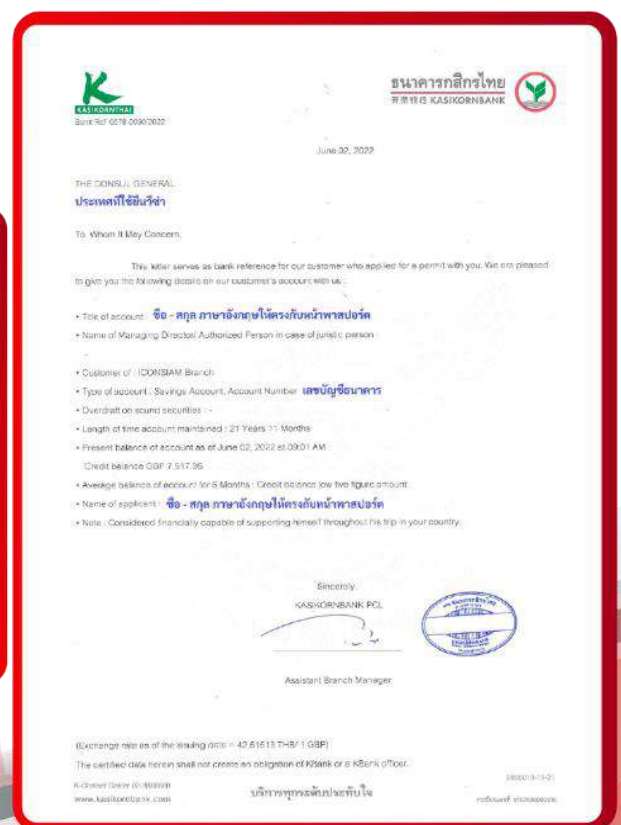 KASIKORNTHAI
ธนาคารกสิกรไทย
开泰银行 KASIKORNBANK
June 02, 2022
THE CONSUL GENERAL
ประเทศที่ใช้ยื่นวีซ่า
To Whom It May Concern,
This letter serves as bank reference for our customer who applied for a permit with you. We are pleased
to give you the following details on our customer's account with us :
• Title of account : ชื่อ - สกุล ภาษาอังกฤษให้ตรงกับหน้าพาสปอร์ต
• Name of Managing Director/ Authorized Person in case of juristic person :
-
• Customer of : ICONSIAM Branch
• Type of account : Savings Account, Account Number เลขบัญชีธนาคาร
• Overdraft on sound securities : -
• Length of time account maintained : 21 Years 11 Months
• Present balance of account as of June 02, 2022 at 09:01 AM :
Credit balance GBP 7,517.95
• Average balance of account for 6 Months : Credit balance low five figure amount
• Name of applicant : ชื่อ - สกุล ภาษาอังกฤษให้ตรงกับหน้าพาสปอร์ต
• Note : Considered financially capable of supporting himself throughout his trip in your country.
Sincerely,
KASIKORNBANK PCL
Assistant Branch Manager
(Exchange rate as of the issuing date = 42.61513 THB/ 1 GBP)
The certified data herein shall not create an obligation of KBank or a KBank officer.
www.kasikornbank.com
บริการทุกระดับประทับใจ